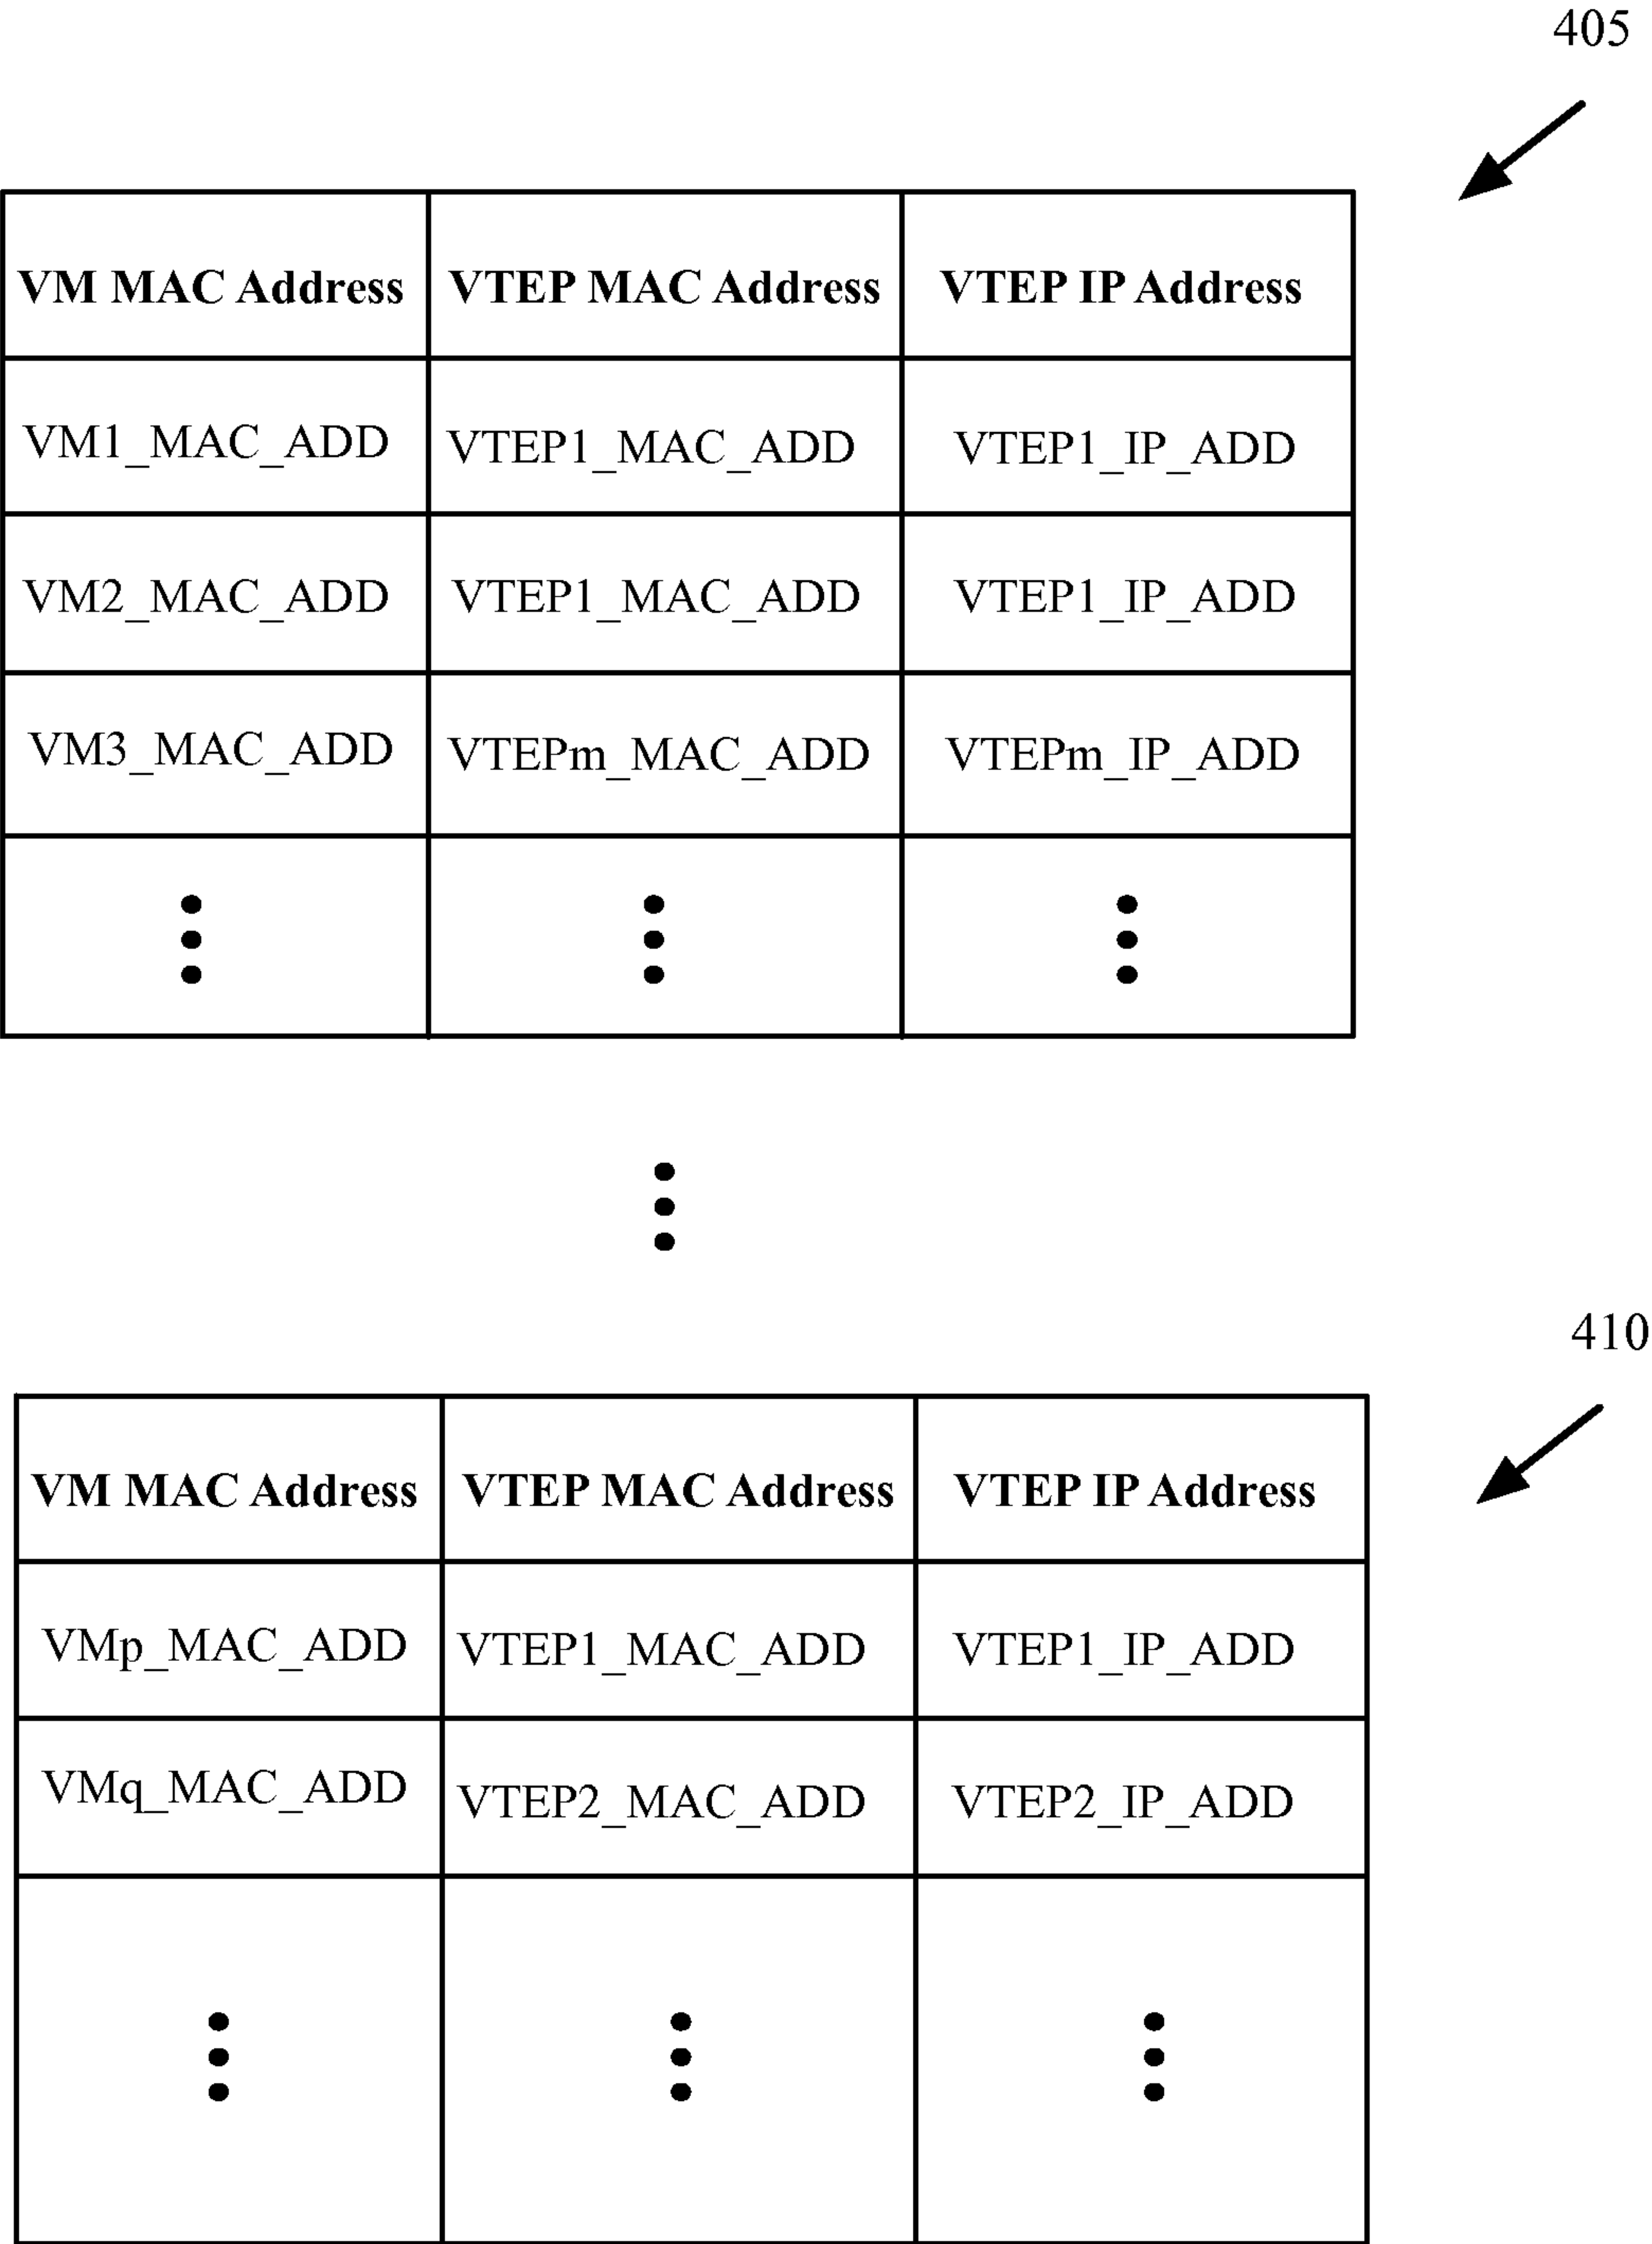 405
VM MAC Address VTEP MAC Address VTEP IP Address
VM1_MAC_ADD VTEP1_MAC_ADD VTEP1_IP_ADD
VM2_MAC_ADD VTEP1_MAC_ADD VTEP1_IP_ADD
VM3_MAC_ADD VTEPm_MAC_ADD VTEPm_IP_ADD
410
VM MAC Address VTEP MAC Address VTEP IP Address
VMp_MAC_ADD VTEP1_MAC_ADD VTEP1_IP_ADD
VMq_MAC_ADD VTEP2_MAC_ADD VTEP2_IP_ADD